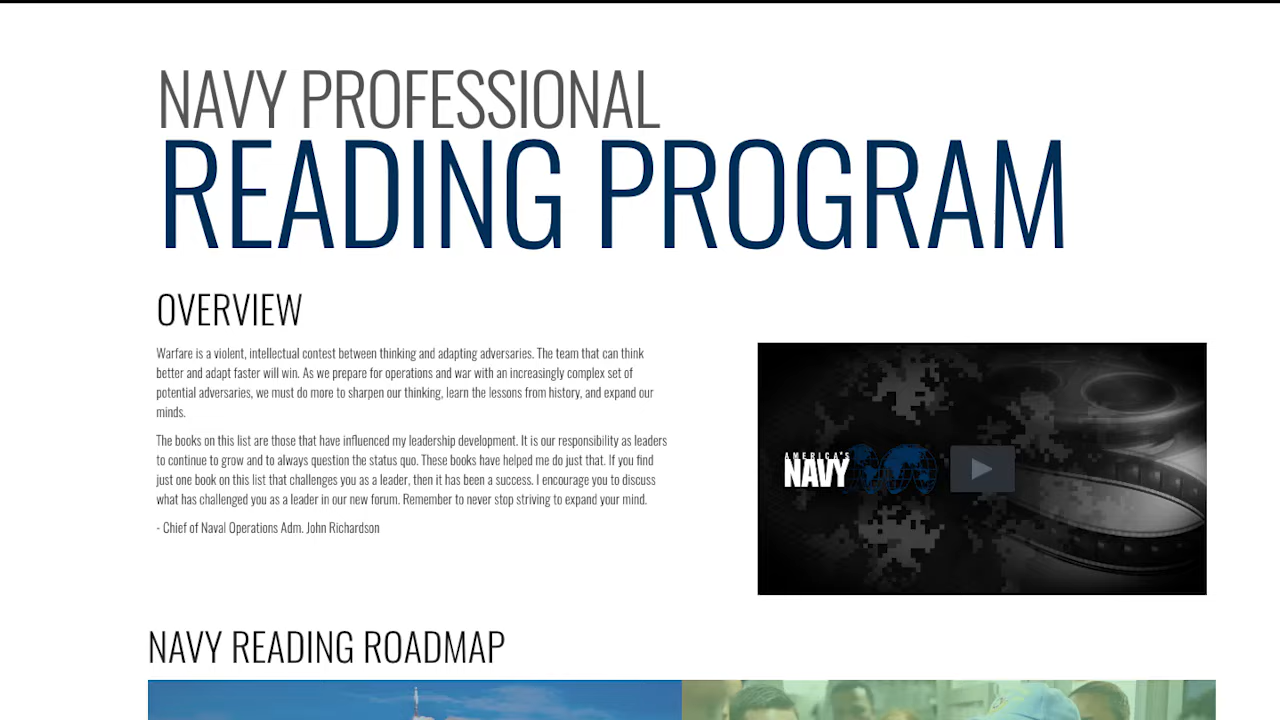 NAVY PROFESSIONAL
READING PROGRAM
OVERVIEW
Warfare is a violent, intellectual contest between thinking and adapting adversaries. The team that can think
better and adapt faster will win. As we prepare for operations and war with an increasingly complex set of
potential adversaries, we must do more to sharpen our thinking, learn the lessons from history, and expand our
minds.
The books on this list are those that have influenced my leadership development. It is our responsibility as leaders
to continue to grow and to always question the status quo. These books have helped me do just that. If you find
just one book on this list that challenges you as a leader, then it has been a success. I encourage you to discuss
what has challenged you as a leader in our new forum. Remember to never stop striving to expand your mind.
- Chief of Naval Operations Adm. John Richardson
AMERICA'S
NAVY
NAVY READING ROADMAP